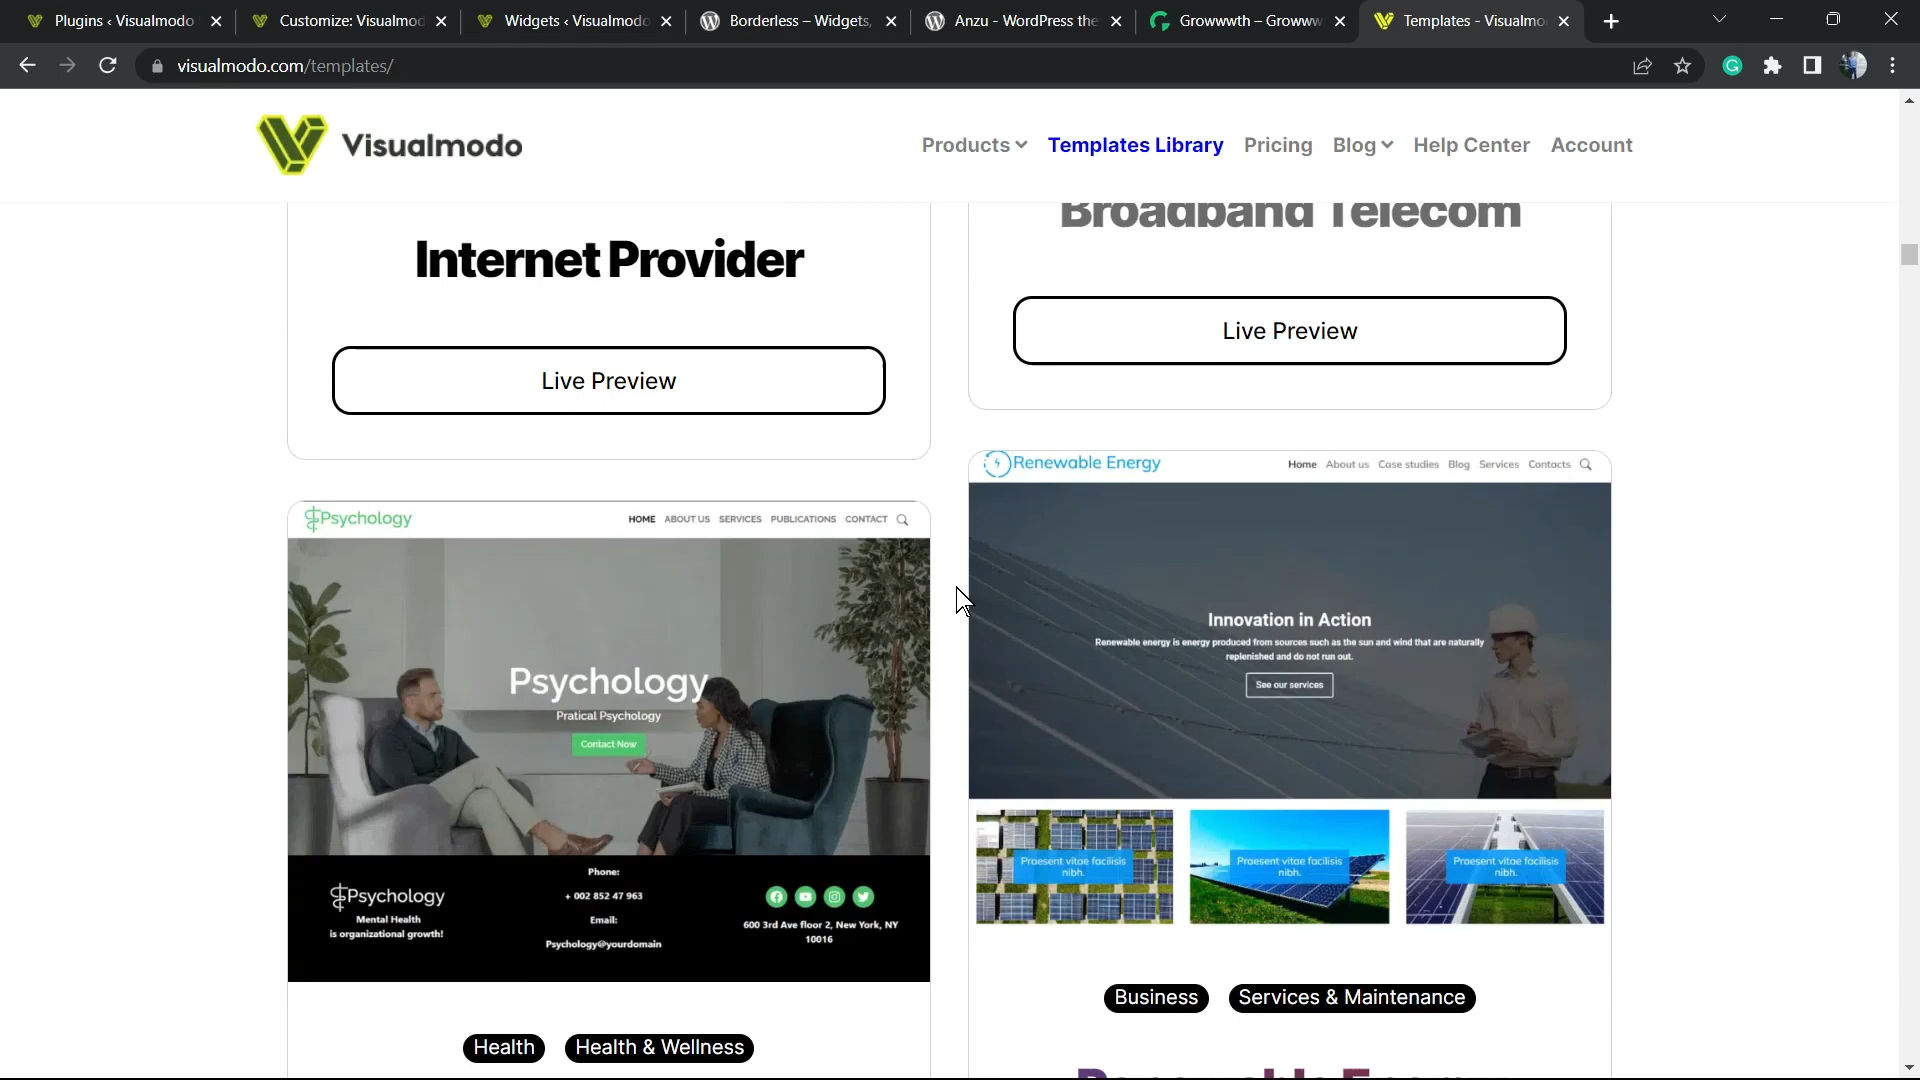 Plugins ‹ Visualmodo
Customize: Visualmod
Widgets ‹ Visualmodo
Borderless – Widgets,
Anzu - WordPress the
Growwwth – Growww
Templates - Visualmo
visualmodo.com/templates/
Visualmodo
Products
Templates Library
Pricing
Blog
Help Center
Account
Internet Provider
Live Preview
Broadband Telecom
Live Preview
Psychology
HOME ABOUT US SERVICES PUBLICATIONS CONTACT
Psychology
Pratical Psychology
Contact Now
Psychology
Mental Health
is organizational growth!
Phone:
+ 002 852 47 963
Email:
Psychology@yourdomain
600 3rd Ave floor 2, New York, NY
10016
Health
Health & Wellness
Renewable Energy
Home About us Case studies Blog Services Contacts
Innovation in Action
Renewable energy is energy produced from sources such as the sun and wind that are naturally
replenished and do not run out.
See our services
Praesent vitae facilisis
nibh.
Praesent vitae facilisis
nibh.
Praesent vitae facilisis
nibh.
Business
Services & Maintenance